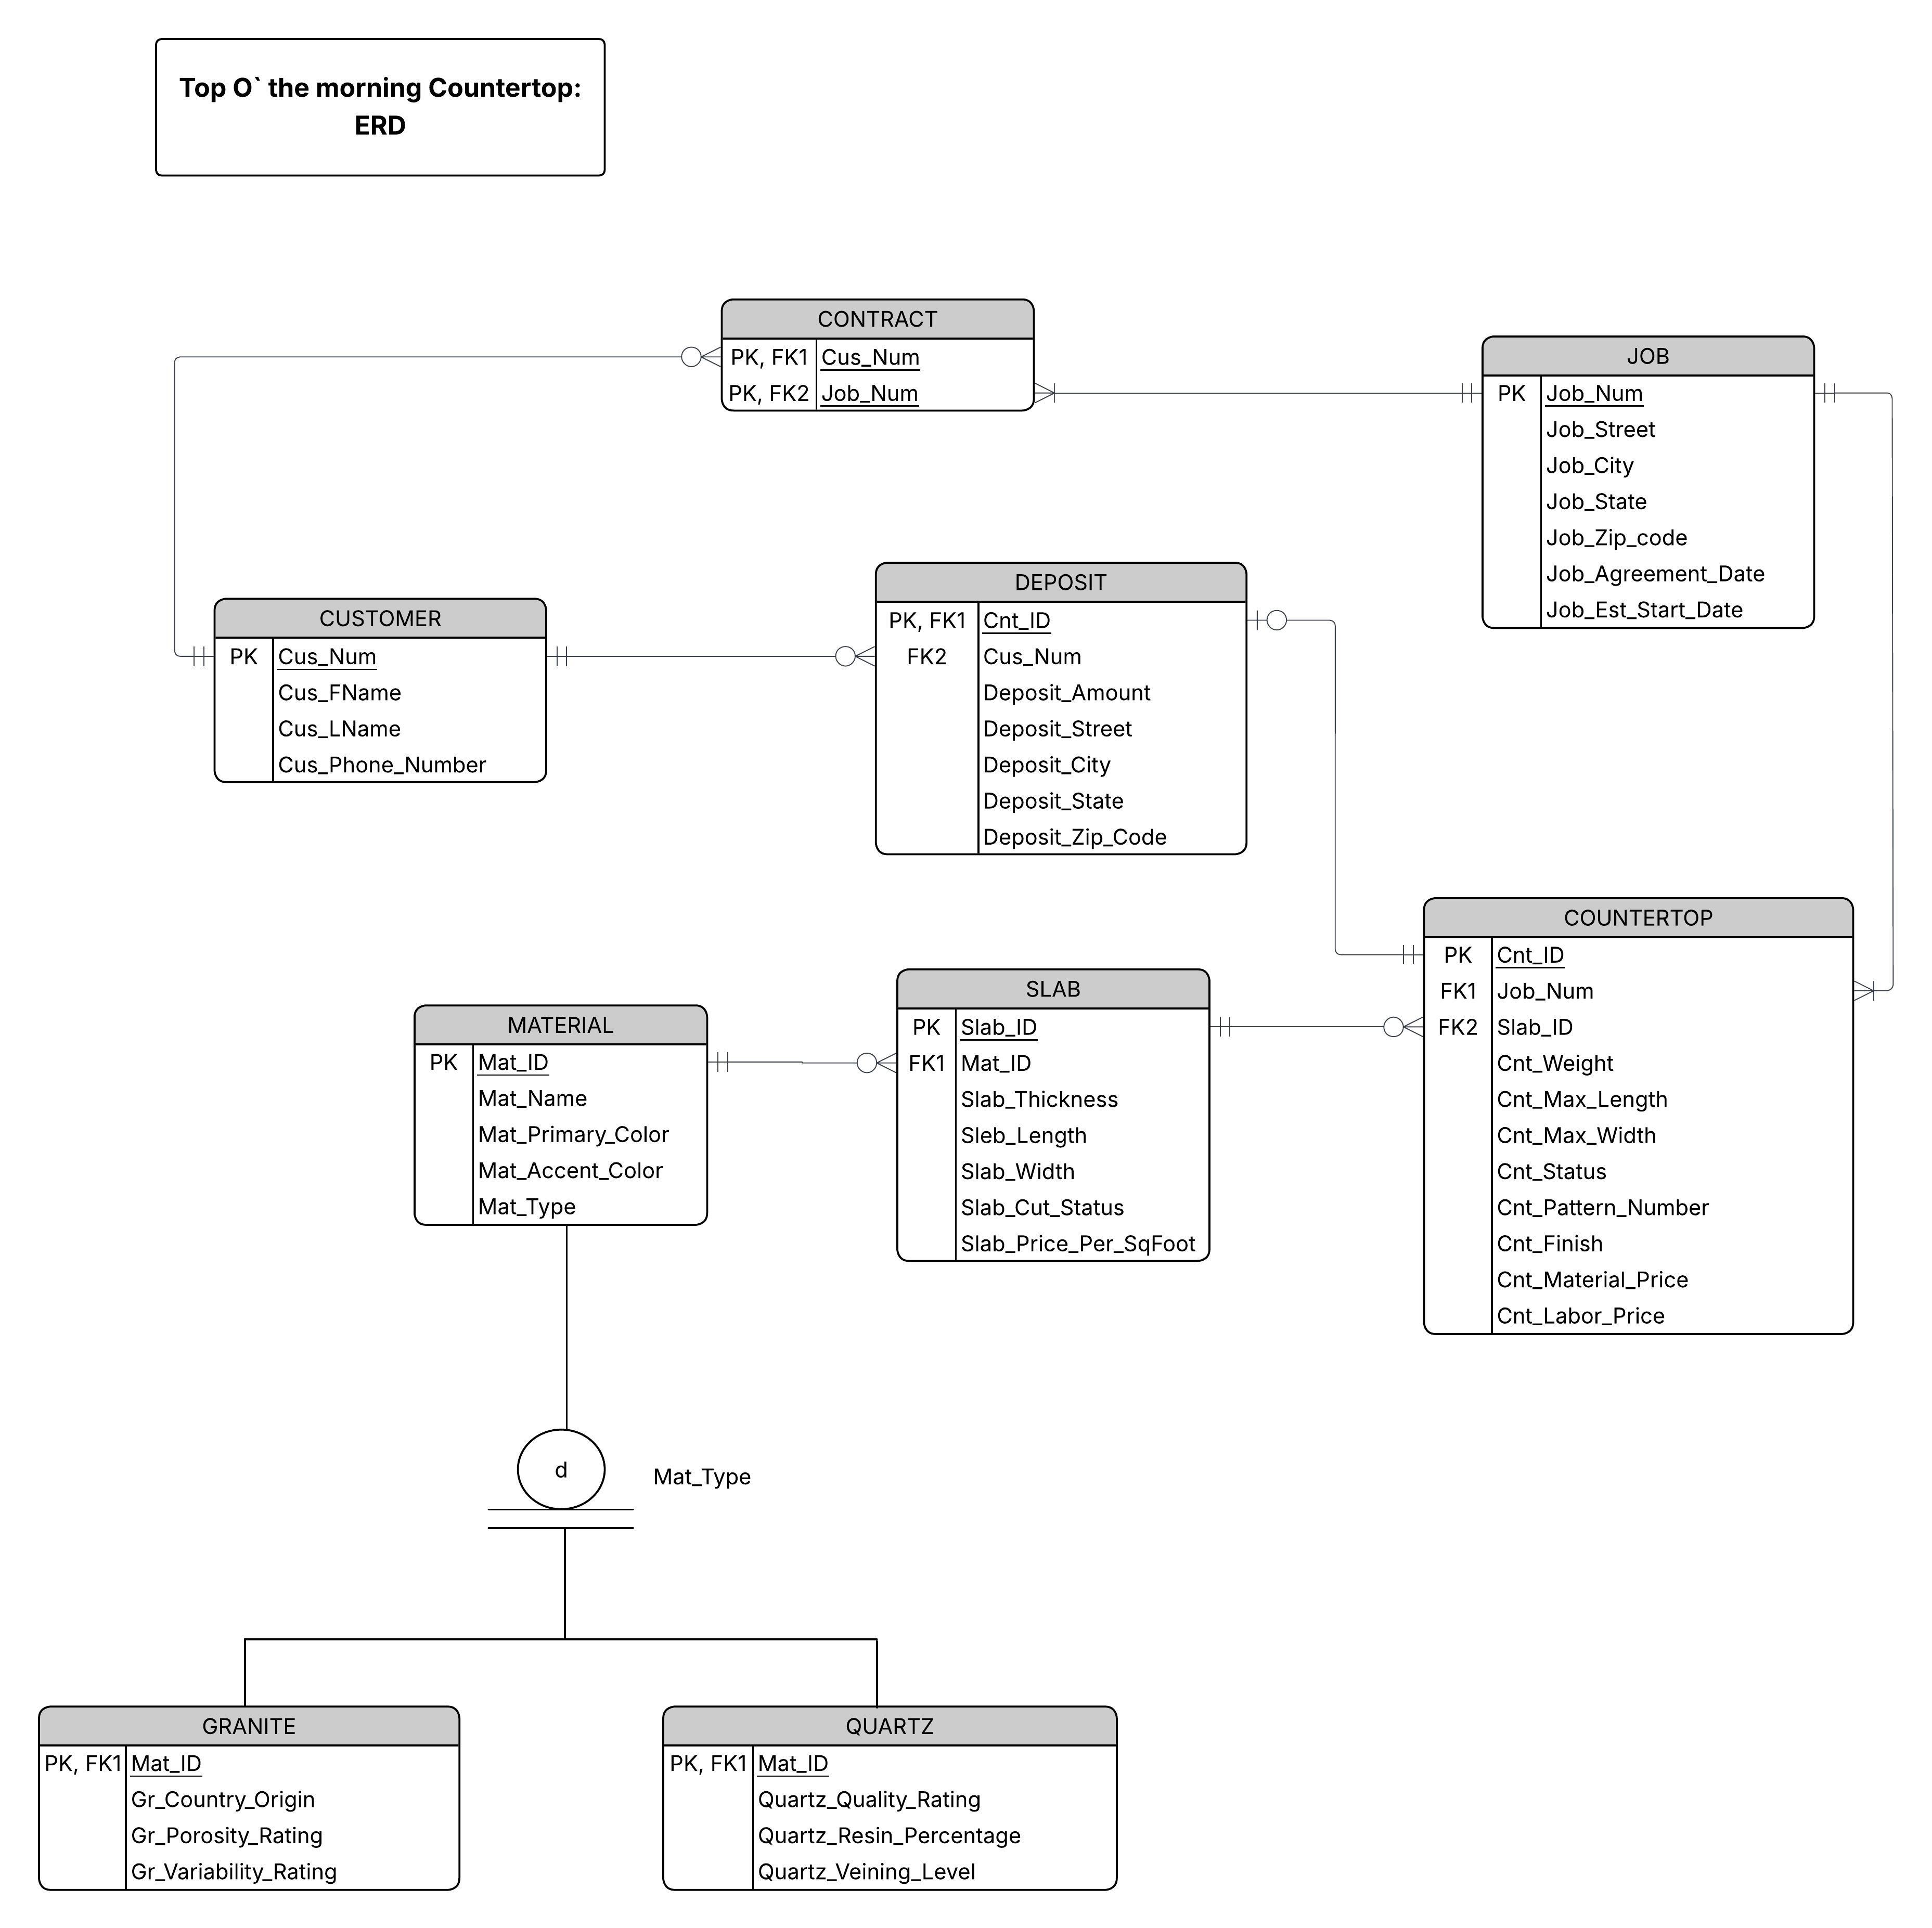 Top O` the morning Countertop:
ERD
CONTRACT
PK, FK1 Cus_Num
PK, FK2 Job_Num
JOB
PK Job_Num
Job_Street
Job_City
Job_State
Job_Zip_code
Job_Agreement_Date
Job_Est_Start_Date
CUSTOMER
PK Cus_Num
Cus_FName
Cus_LName
Cus_Phone_Number
DEPOSIT
PK, FK1 Cnt_ID
FK2 Cus_Num
Deposit_Amount
Deposit_Street
Deposit_City
Deposit_State
Deposit_Zip_Code
COUNTERTOP
PK Cnt_ID
FK1 Job_Num
FK2 Slab_ID
Cnt_Weight
Cnt_Max_Length
Cnt_Max_Width
Cnt_Status
Cnt_Pattern_Number
Cnt_Finish
Cnt_Material_Price
Cnt_Labor_Price
SLAB
PK Slab_ID
FK1 Mat_ID
Slab_Thickness
Sleb_Length
Slab_Width
Slab_Cut_Status
Slab_Price_Per_SqFoot
MATERIAL
PK Mat_ID
Mat_Name
Mat_Primary_Color
Mat_Accent_Color
Mat_Type
d
Mat_Type
GRANITE
PK, FK1 Mat_ID
Gr_Country_Origin
Gr_Porosity_Rating
Gr_Variability_Rating
QUARTZ
PK, FK1 Mat_ID
Quartz_Quality_Rating
Quartz_Resin_Percentage
Quartz_Veining_Level